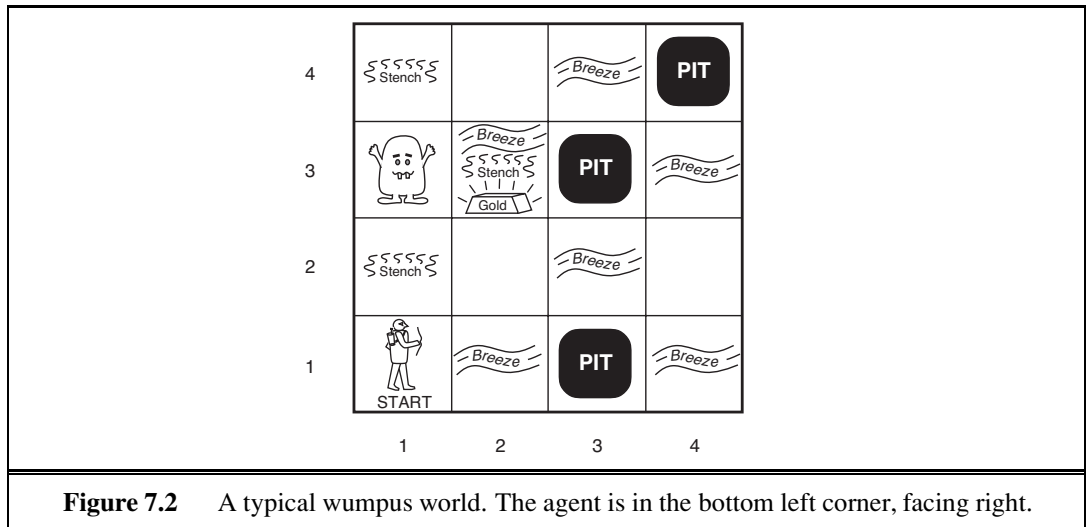 4 Stench Breeze PIT
Breeze
3 Stench PIT Breeze
Gold
2 Stench Breeze
1 Breeze PIT Breeze
START
1 2 3 4
Figure 7.2 A typical wumpus world. The agent is in the bottom left corner, facing right.